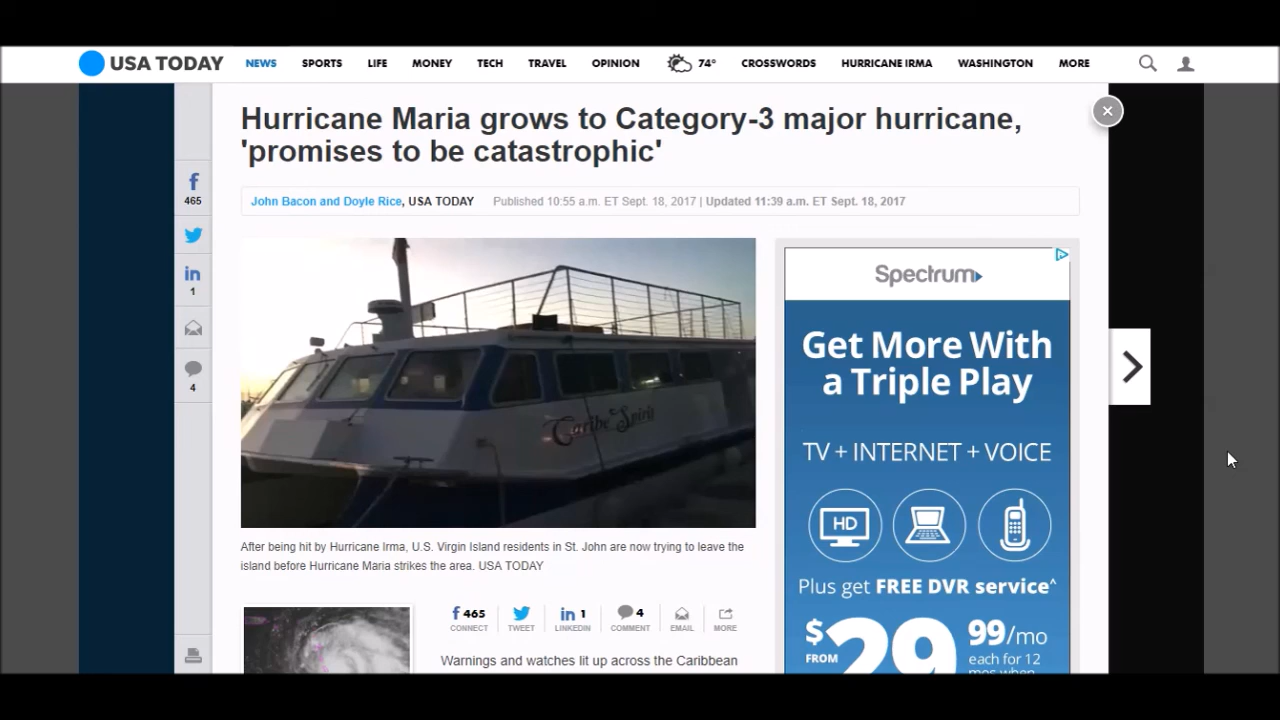 USA TODAY NEWS SPORTS LIFE MONEY TECH TRAVEL OPINION 74° CROSSWORDS HURRICANE IRMA WASHINGTON MORE
Hurricane Maria grows to Category-3 major hurricane,
'promises to be catastrophic'
John Bacon and Doyle Rice, USA TODAY Published 10:55 a.m. ET Sept. 18, 2017 | Updated 11:39 a.m. ET Sept. 18, 2017
f
465
in
1
4
Caribe Spirit
After being hit by Hurricane Irma, U.S. Virgin Island residents in St. John are now trying to leave the
island before Hurricane Maria strikes the area. USA TODAY
f 465 in 1 4
CONNECT TWEET LINKEDIN COMMENT EMAIL MORE
Warnings and watches lit up across the Caribbean
Spectrum
Get More With
a Triple Play
TV + INTERNET + VOICE
HD
Plus get FREE DVR service^
$29 99/mo
FROM each for 12
mos when